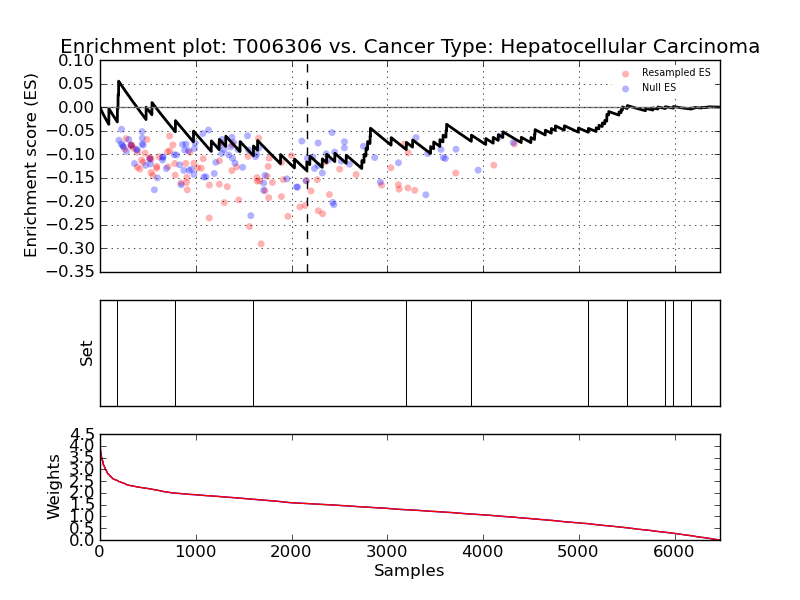 Enrichment plot: T006306 vs. Cancer Type: Hepatocellular Carcinoma
Enrichment score (ES)
0.10
0.05
0.00
−0.05
−0.10
−0.15
−0.20
−0.25
−0.30
−0.35
Resampled ES
Null ES
Set
Weights
4.5
4.0
3.5
3.0
2.5
2.0
1.5
1.0
0.5
0.0
0 1000 2000 3000 4000 5000 6000
Samples